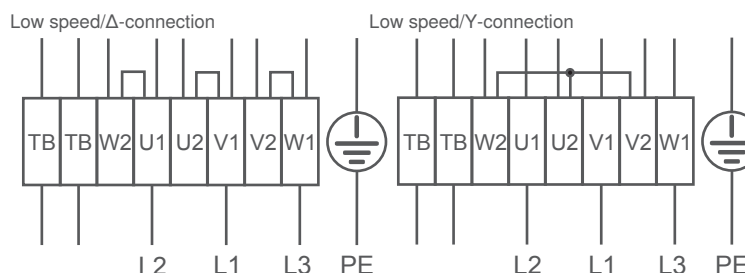 Low speed/Δ-connection Low speed/Y-connection
TB TB W2 U1 U2 V1 V2 W1 TB TB W2 U1 U2 V1 V2 W1
L2 L1 L3 PE L2 L1 L3 PE